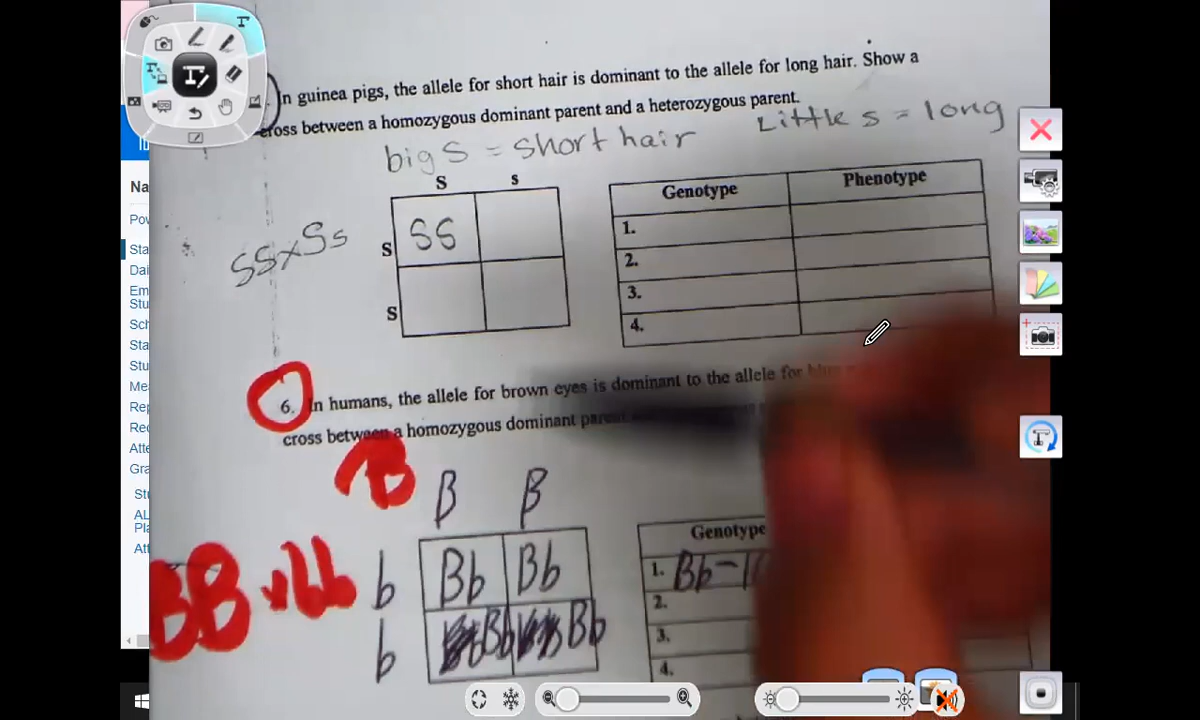 In guinea pigs, the allele for short hair is dominant to the allele for long hair. Show a
cross between a homozygous dominant parent and a heterozygous parent.
big S = short hair
Little s = long
S s
Genotype Phenotype
SS x Ss
S SS
S
1.
2.
3.
4.
6. In humans, the allele for brown eyes is dominant to the allele for
cross between a homozygous dominant
B
B B
BB x bb
b Bb Bb
b Bb Bb
Genotype
1. Bb -
2.
3.
4.
Na
Pov
Sta
Dai
Em
Stu
Sch
Sta
Stu
Mea
Rep
Rec
Atte
Gra
Stu
AL
Pla
Att